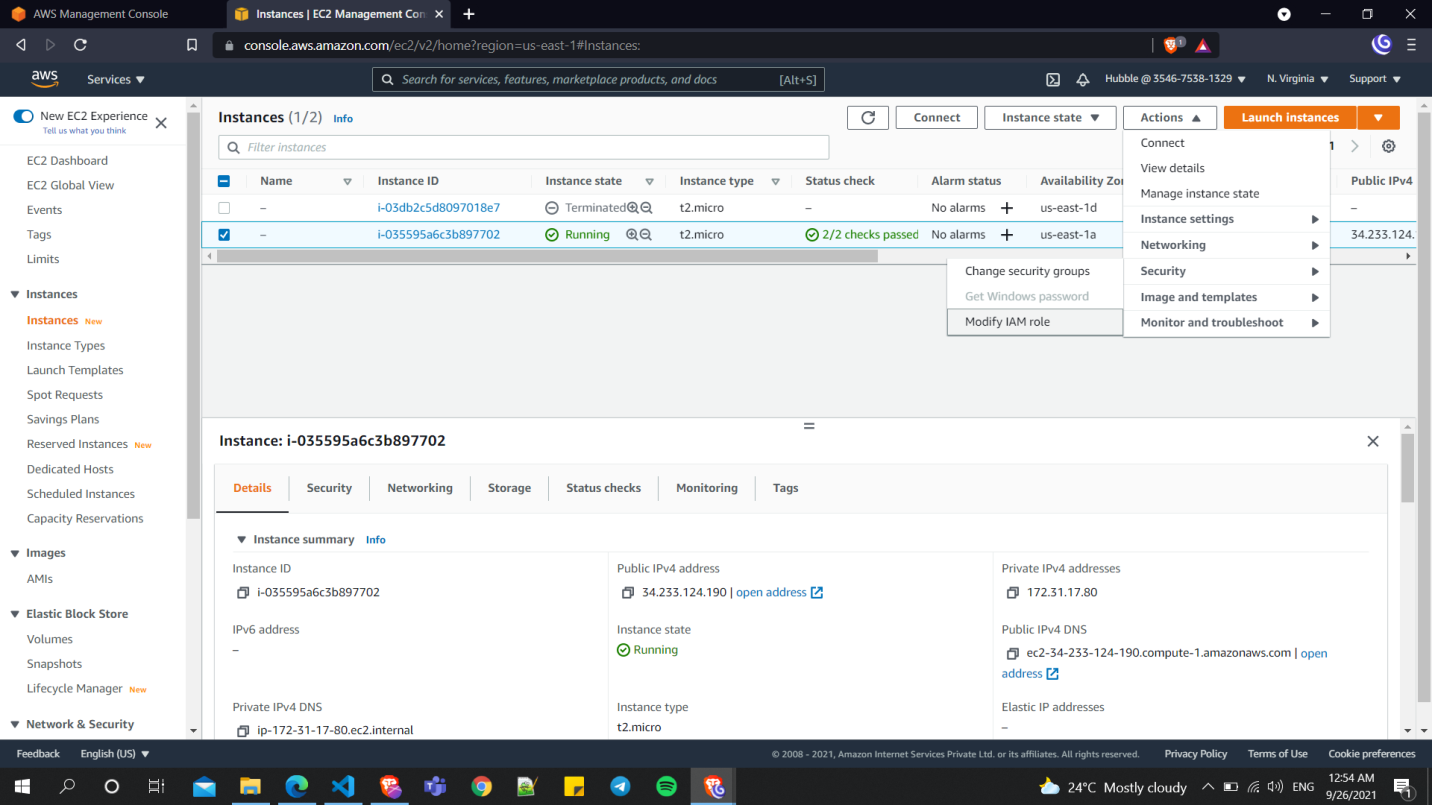 AWS Management Console
Instances | EC2 Management Con
console.aws.amazon.com/ec2/v2/home?region=us-east-1#Instances:
1
aws
Services
Search for services, features, marketplace products, and docs [Alt+S]
Hubble @ 3546-7538-1329
N. Virginia
Support
New EC2 Experience
Tell us what you think
EC2 Dashboard
EC2 Global View
Events
Tags
Limits
Instances
Instances New
Instance Types
Launch Templates
Spot Requests
Savings Plans
Reserved Instances New
Dedicated Hosts
Scheduled Instances
Capacity Reservations
Images
AMIs
Elastic Block Store
Volumes
Snapshots
Lifecycle Manager New
Network & Security
Instances (1/2) Info
Connect
Instance state
Actions
Launch instances
Filter instances
1
Name Instance ID Instance state Instance type Status check Alarm status Availability Zon Public IPv4
– i-03db2c5d8097018e7 Terminated t2.micro – No alarms us-east-1d –
– i-035595a6c3b897702 Running t2.micro 2/2 checks passed No alarms us-east-1a 34.233.124.
Connect
View details
Manage instance state
Instance settings
Networking
Security
Image and templates
Monitor and troubleshoot
Change security groups
Get Windows password
Modify IAM role
Instance: i-035595a6c3b897702
Details Security Networking Storage Status checks Monitoring Tags
Instance summary Info
Instance ID
i-035595a6c3b897702
Public IPv4 address
34.233.124.190 | open address
Private IPv4 addresses
172.31.17.80
IPv6 address
–
Instance state
Running
Public IPv4 DNS
ec2-34-233-124-190.compute-1.amazonaws.com | open
address
Private IPv4 DNS
ip-172-31-17-80.ec2.internal
Instance type
t2.micro
Elastic IP addresses
–
Feedback English (US)
© 2008 - 2021, Amazon Internet Services Private Ltd. or its affiliates. All rights reserved.
Privacy Policy Terms of Use Cookie preferences
24°C Mostly cloudy
ENG
12:54 AM
9/26/2021
1